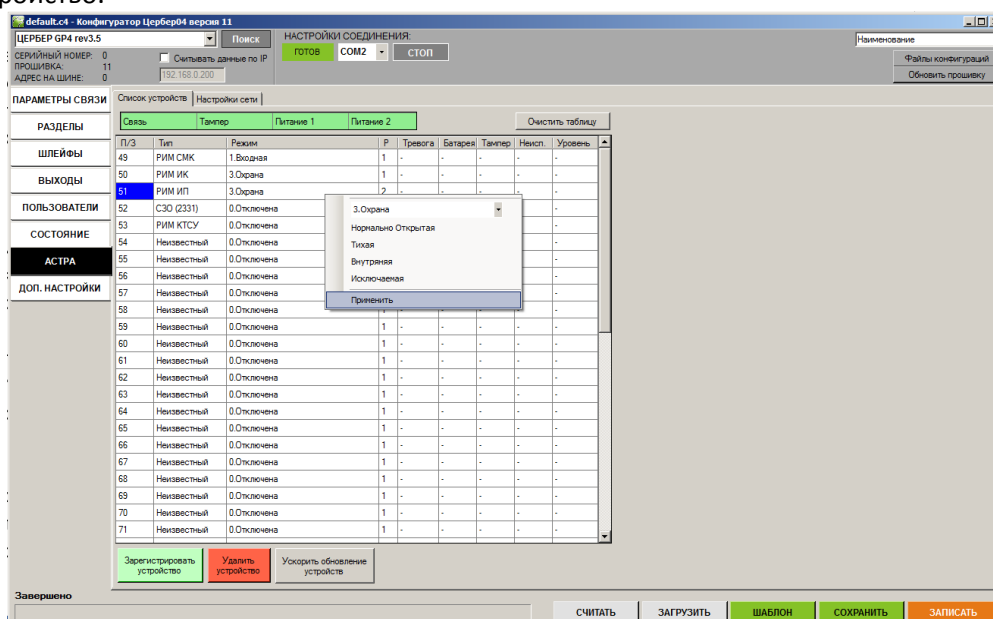 ройство.
default.c4 - Конфигуратор Цербер04 версия 11
ЦЕРБЕР GP4 rev3.5 Поиск НАСТРОЙКИ СОЕДИНЕНИЯ: Наименование
СЕРИЙНЫЙ НОМЕР: 0 Считывать данные по IP ГОТОВ COM2 СТОП Файлы конфигураций
ПРОШИВКА: 11
АДРЕС НА ШИНЕ: 0 192.168.0.200 Обновить прошивку
ПАРАМЕТРЫ СВЯЗИ Список устройств Настройки сети
РАЗДЕЛЫ Связь Тампер Питание 1 Питание 2 Очистить таблицу
ШЛЕЙФЫ
ВЫХОДЫ
ПОЛЬЗОВАТЕЛИ
СОСТОЯНИЕ
АСТРА
ДОП. НАСТРОЙКИ
П/З Тип Режим Р Тревога Батарея Тампер Неисп. Уровень
49 РИМ СМК 1.Входная 1 - - - - -
50 РИМ ИК 3.Охрана 1 - - - - -
51 РИМ ИП 3.Охрана 2 - - - - -
52 СЗО (2331) 0.Отключена -
53 РИМ КТСУ 0.Отключена -
54 Неизвестный 0.Отключена -
55 Неизвестный 0.Отключена -
56 Неизвестный 0.Отключена -
57 Неизвестный 0.Отключена -
58 Неизвестный 0.Отключена 1 - - - - -
59 Неизвестный 0.Отключена 1 - - - - -
60 Неизвестный 0.Отключена 1 - - - - -
61 Неизвестный 0.Отключена 1 - - - - -
62 Неизвестный 0.Отключена 1 - - - - -
63 Неизвестный 0.Отключена 1 - - - - -
64 Неизвестный 0.Отключена 1 - - - - -
65 Неизвестный 0.Отключена 1 - - - - -
66 Неизвестный 0.Отключена 1 - - - - -
67 Неизвестный 0.Отключена 1 - - - - -
68 Неизвестный 0.Отключена 1 - - - - -
69 Неизвестный 0.Отключена 1 - - - - -
70 Неизвестный 0.Отключена 1 - - - - -
71 Неизвестный 0.Отключена 1 - - - - -
3.Охрана
Нормально Открытая
Тихая
Внутряняя
Исключаемая
Применить
Зарегистрировать
устройство
Удалить
устройство
Ускорить обновление
устройств
Завершено
СЧИТАТЬ ЗАГРУЗИТЬ ШАБЛОН СОХРАНИТЬ ЗАПИСАТЬ